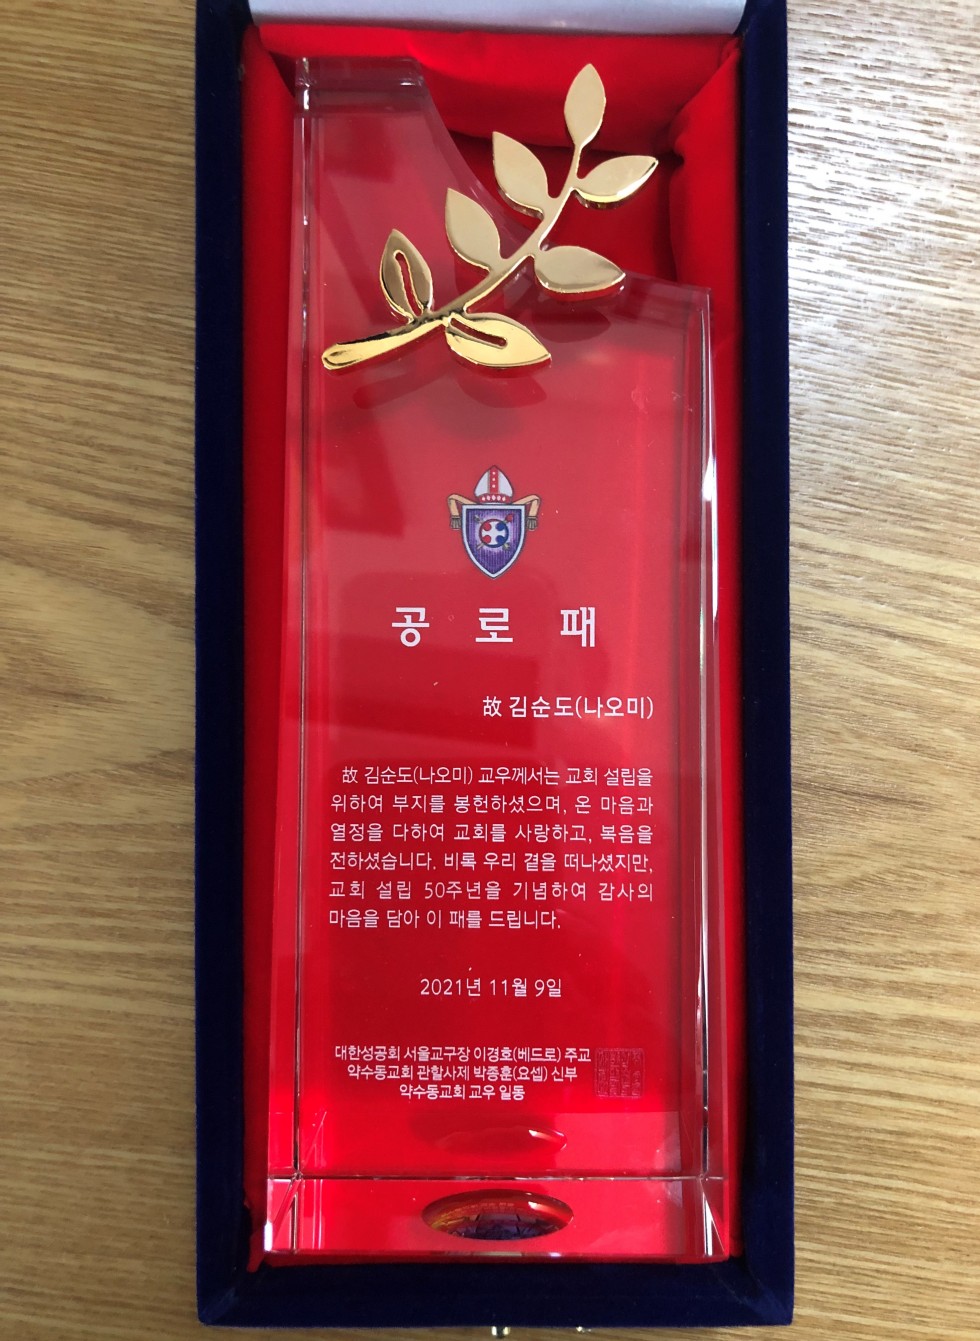 공 로 패
故 김순도(나오미)
故 김순도(나오미) 교우께서는 교회 설립을
위하여 부지를 봉헌하셨으며, 온 마음과
열정을 다하여 교회를 사랑하고, 복음을
전하셨습니다. 비록 우리 곁을 떠나셨지만,
교회 설립 50주년을 기념하여 감사의
마음을 담아 이 패를 드립니다.
2021년 11월 9일
대한성공회 서울교구장 이경호(베드로) 주교
약수동교회 관할사제 박종훈(요셉) 신부
약수동교회 교우 일동